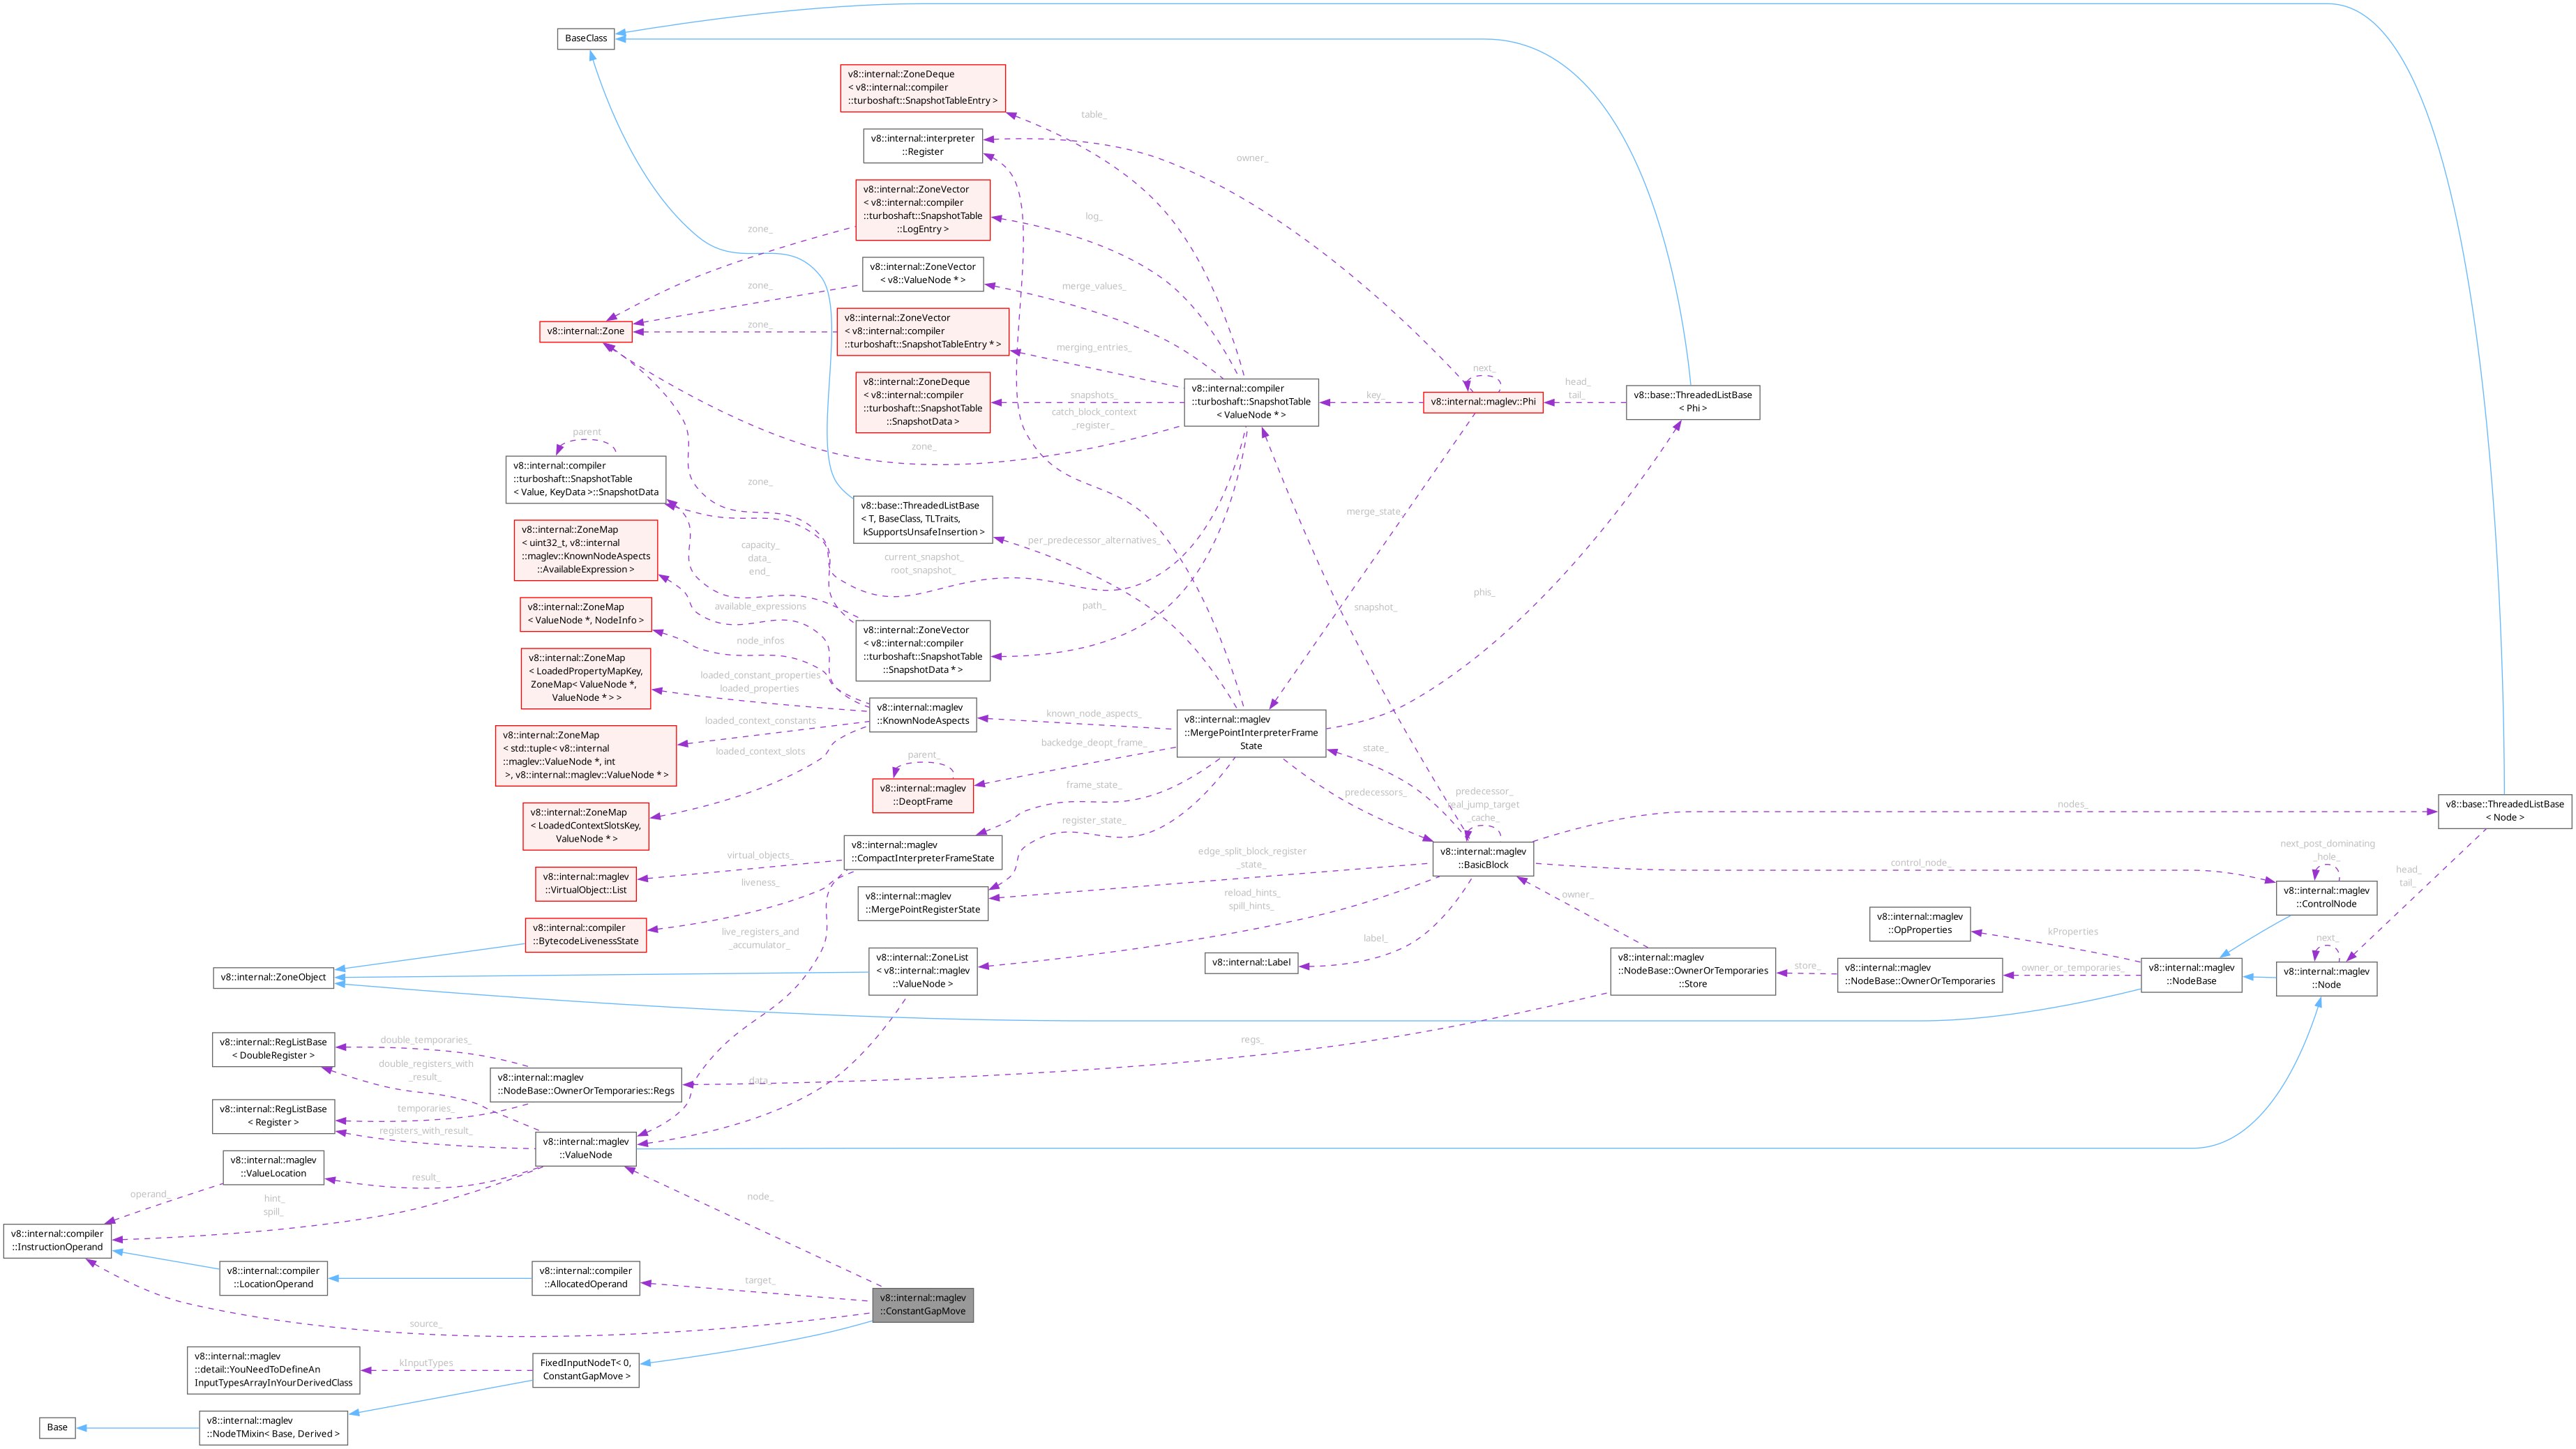 BaseClass
v8::internal::ZoneDeque
< v8::internal::compiler
::turboshaft::SnapshotTableEntry >
table_
v8::internal::interpreter
::Register
owner_
v8::internal::ZoneVector
< v8::internal::compiler
::turboshaft::SnapshotTable
::LogEntry >
log_
zone_
v8::internal::ZoneVector
< v8::ValueNode * >
merge_values_
zone_
v8::internal::Zone
zone_
v8::internal::ZoneVector
< v8::internal::compiler
::turboshaft::SnapshotTableEntry * >
merging_entries_
v8::internal::ZoneDeque
< v8::internal::compiler
::turboshaft::SnapshotTable
::SnapshotData >
snapshots_
catch_block_context
_register_
v8::internal::compiler
::turboshaft::SnapshotTable
< ValueNode * >
key_
next_
v8::internal::maglev::Phi
head_
tail_
v8::base::ThreadedListBase
< Phi >
parent
zone_
v8::internal::compiler
::turboshaft::SnapshotTable
< Value, KeyData >::SnapshotData
zone_
v8::base::ThreadedListBase
< T, BaseClass, TLTraits,
kSupportsUnsafeInsertion >
per_predecessor_alternatives_
merge_state_
v8::internal::ZoneMap
< uint32_t, v8::internal
::maglev::KnownNodeAspects
::AvailableExpression >
capacity_
data_
end_
current_snapshot_
root_snapshot_
path_
snapshot_
phis_
v8::internal::ZoneMap
< ValueNode *, NodeInfo >
available_expressions
node_infos
v8::internal::ZoneVector
< v8::internal::compiler
::turboshaft::SnapshotTable
::SnapshotData * >
v8::internal::ZoneMap
< LoadedPropertyMapKey,
ZoneMap< ValueNode *,
ValueNode * > >
loaded_constant_properties
loaded_properties
v8::internal::maglev
::KnownNodeAspects
known_node_aspects_
v8::internal::maglev
::MergePointInterpreterFrame
State
v8::internal::ZoneMap
< std::tuple< v8::internal
::maglev::ValueNode *, int
>, v8::internal::maglev::ValueNode * >
loaded_context_constants
loaded_context_slots
backedge_deopt_frame_
state_
parent_
v8::internal::maglev
::DeoptFrame
frame_state_
predecessors_
predecessor_
real_jump_target
_cache_
nodes_
v8::base::ThreadedListBase
< Node >
v8::internal::ZoneMap
< LoadedContextSlotsKey,
ValueNode * >
register_state_
v8::internal::maglev
::CompactInterpreterFrameState
virtual_objects_
v8::internal::maglev
::VirtualObject::List
liveness_
edge_split_block_register
_state_
v8::internal::maglev
::BasicBlock
control_node_
next_post_dominating
_hole_
v8::internal::maglev
::ControlNode
head_
tail_
v8::internal::maglev
::MergePointRegisterState
reload_hints_
spill_hints_
owner_
v8::internal::compiler
::BytecodeLivenessState
live_registers_and
_accumulator_
label_
v8::internal::maglev
::OpProperties
kProperties
v8::internal::ZoneObject
v8::internal::ZoneList
< v8::internal::maglev
::ValueNode >
v8::internal::Label
v8::internal::maglev
::NodeBase::OwnerOrTemporaries
::Store
store_
v8::internal::maglev
::NodeBase::OwnerOrTemporaries
owner_or_temporaries_
v8::internal::maglev
::NodeBase
next_
v8::internal::maglev
::Node
v8::internal::RegListBase
< DoubleRegister >
double_temporaries_
regs_
double_registers_with
_result_
v8::internal::maglev
::NodeBase::OwnerOrTemporaries::Regs
data_
v8::internal::RegListBase
< Register >
temporaries_
registers_with_result_
v8::internal::maglev
::ValueNode
v8::internal::maglev
::ValueLocation
result_
operand_
hint_
spill_
node_
v8::internal::compiler
::InstructionOperand
v8::internal::compiler
::LocationOperand
v8::internal::compiler
::AllocatedOperand
target_
v8::internal::maglev
::ConstantGapMove
source_
v8::internal::maglev
::detail::YouNeedToDefineAn
InputTypesArrayInYourDerivedClass
kInputTypes
FixedInputNodeT< 0,
ConstantGapMove >
Base
v8::internal::maglev
::NodeTMixin< Base, Derived >